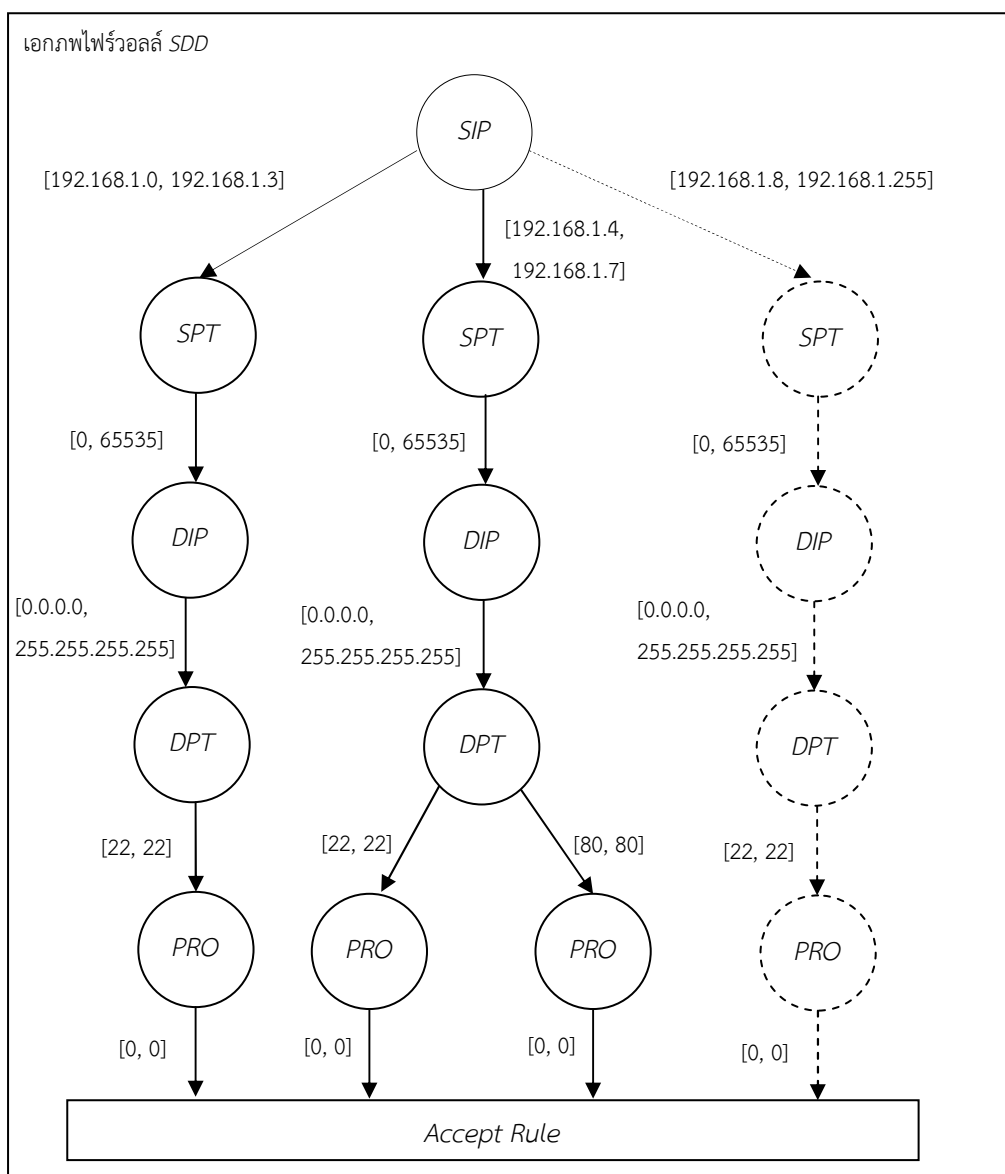 เอกภพไฟร์วอลล์ SDD
SIP
[192.168.1.0, 192.168.1.3]
[192.168.1.8, 192.168.1.255]
[192.168.1.4,
192.168.1.7]
SPT
SPT
SPT
[0, 65535]
[0, 65535]
[0, 65535]
DIP
DIP
DIP
[0.0.0.0,
255.255.255.255]
[0.0.0.0,
255.255.255.255]
[0.0.0.0,
255.255.255.255]
DPT
DPT
DPT
[22, 22]
[22, 22]
[80, 80]
[22, 22]
PRO
PRO
PRO
PRO
[0, 0]
[0, 0]
[0, 0]
[0, 0]
Accept Rule